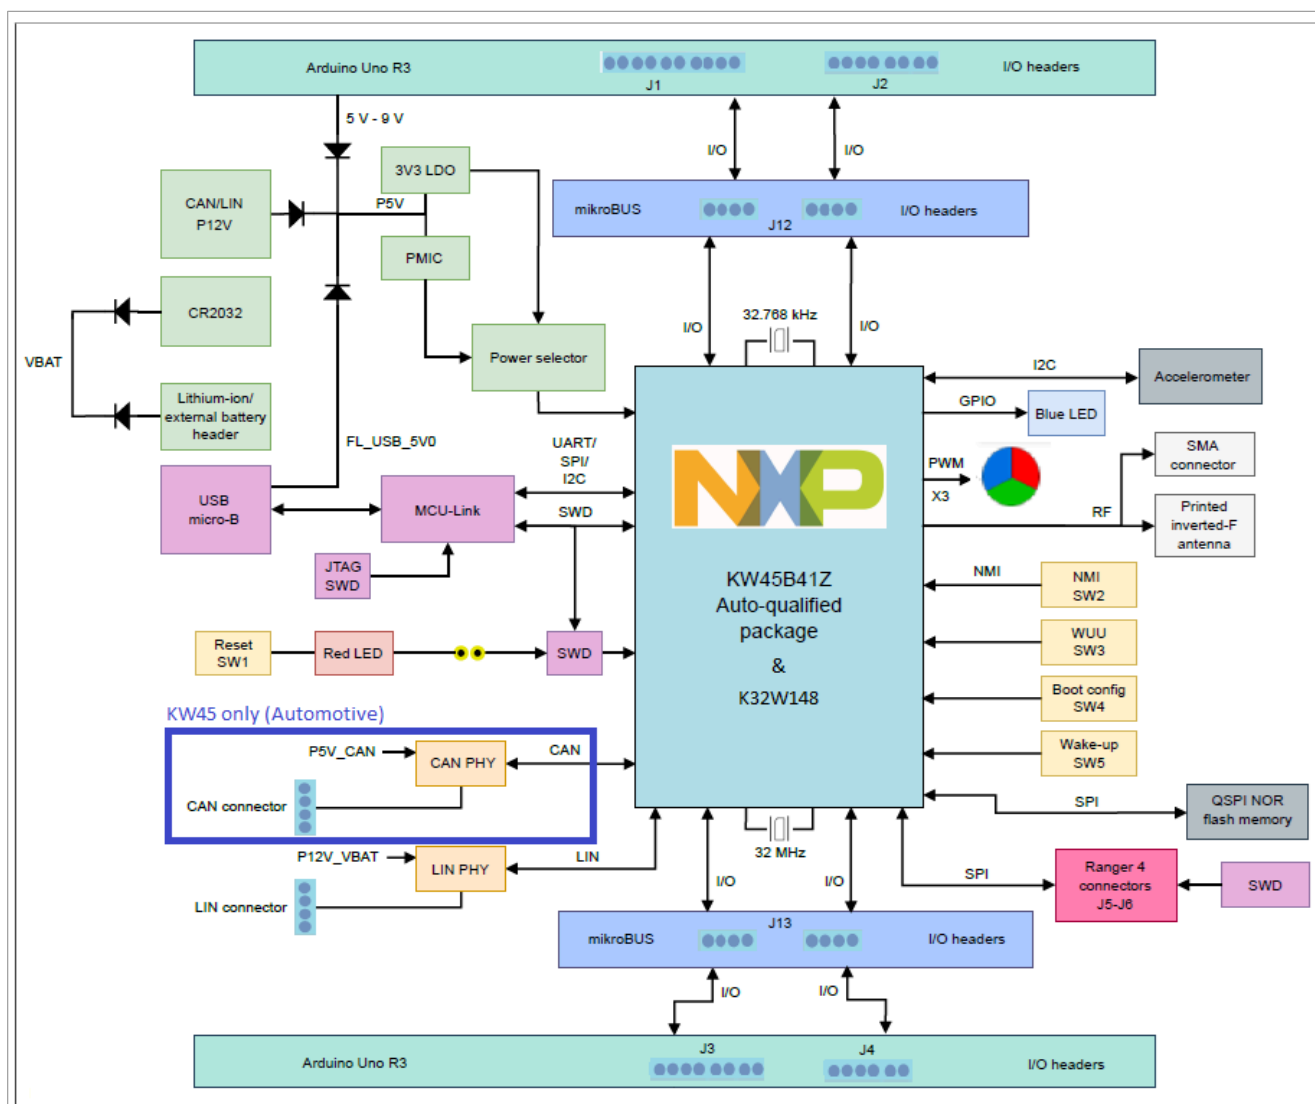 Arduino Uno R3
J1
J2
I/O headers
5 V - 9 V
I/O
I/O
3V3 LDO
CAN/LIN
P12V
P5V
mikroBUS
J12
I/O headers
PMIC
CR2032
I/O
32.768 kHz
I/O
VBAT
Power selector
I2C
Accelerometer
Lithium-ion/
external battery
header
GPIO
Blue LED
FL_USB_5V0
UART/
SPI/
I2C
NXP
PWM
X3
SMA
connector
USB
micro-B
MCU-Link
SWD
RF
Printed
inverted-F
antenna
JTAG
SWD
KW45B41Z
Auto-qualified
package
&
K32W148
NMI
NMI
SW2
Reset
SW1
Red LED
SWD
WUU
SW3
Boot config
SW4
KW45 only (Automotive)
P5V_CAN
CAN PHY
CAN
Wake-up
SW5
CAN connector
SPI
QSPI NOR
flash memory
P12V_VBAT
LIN PHY
LIN
32 MHz
I/O
I/O
SPI
Ranger 4
connectors
J5-J6
SWD
LIN connector
mikroBUS
J13
I/O headers
I/O
I/O
Arduino Uno R3
J3
J4
I/O headers